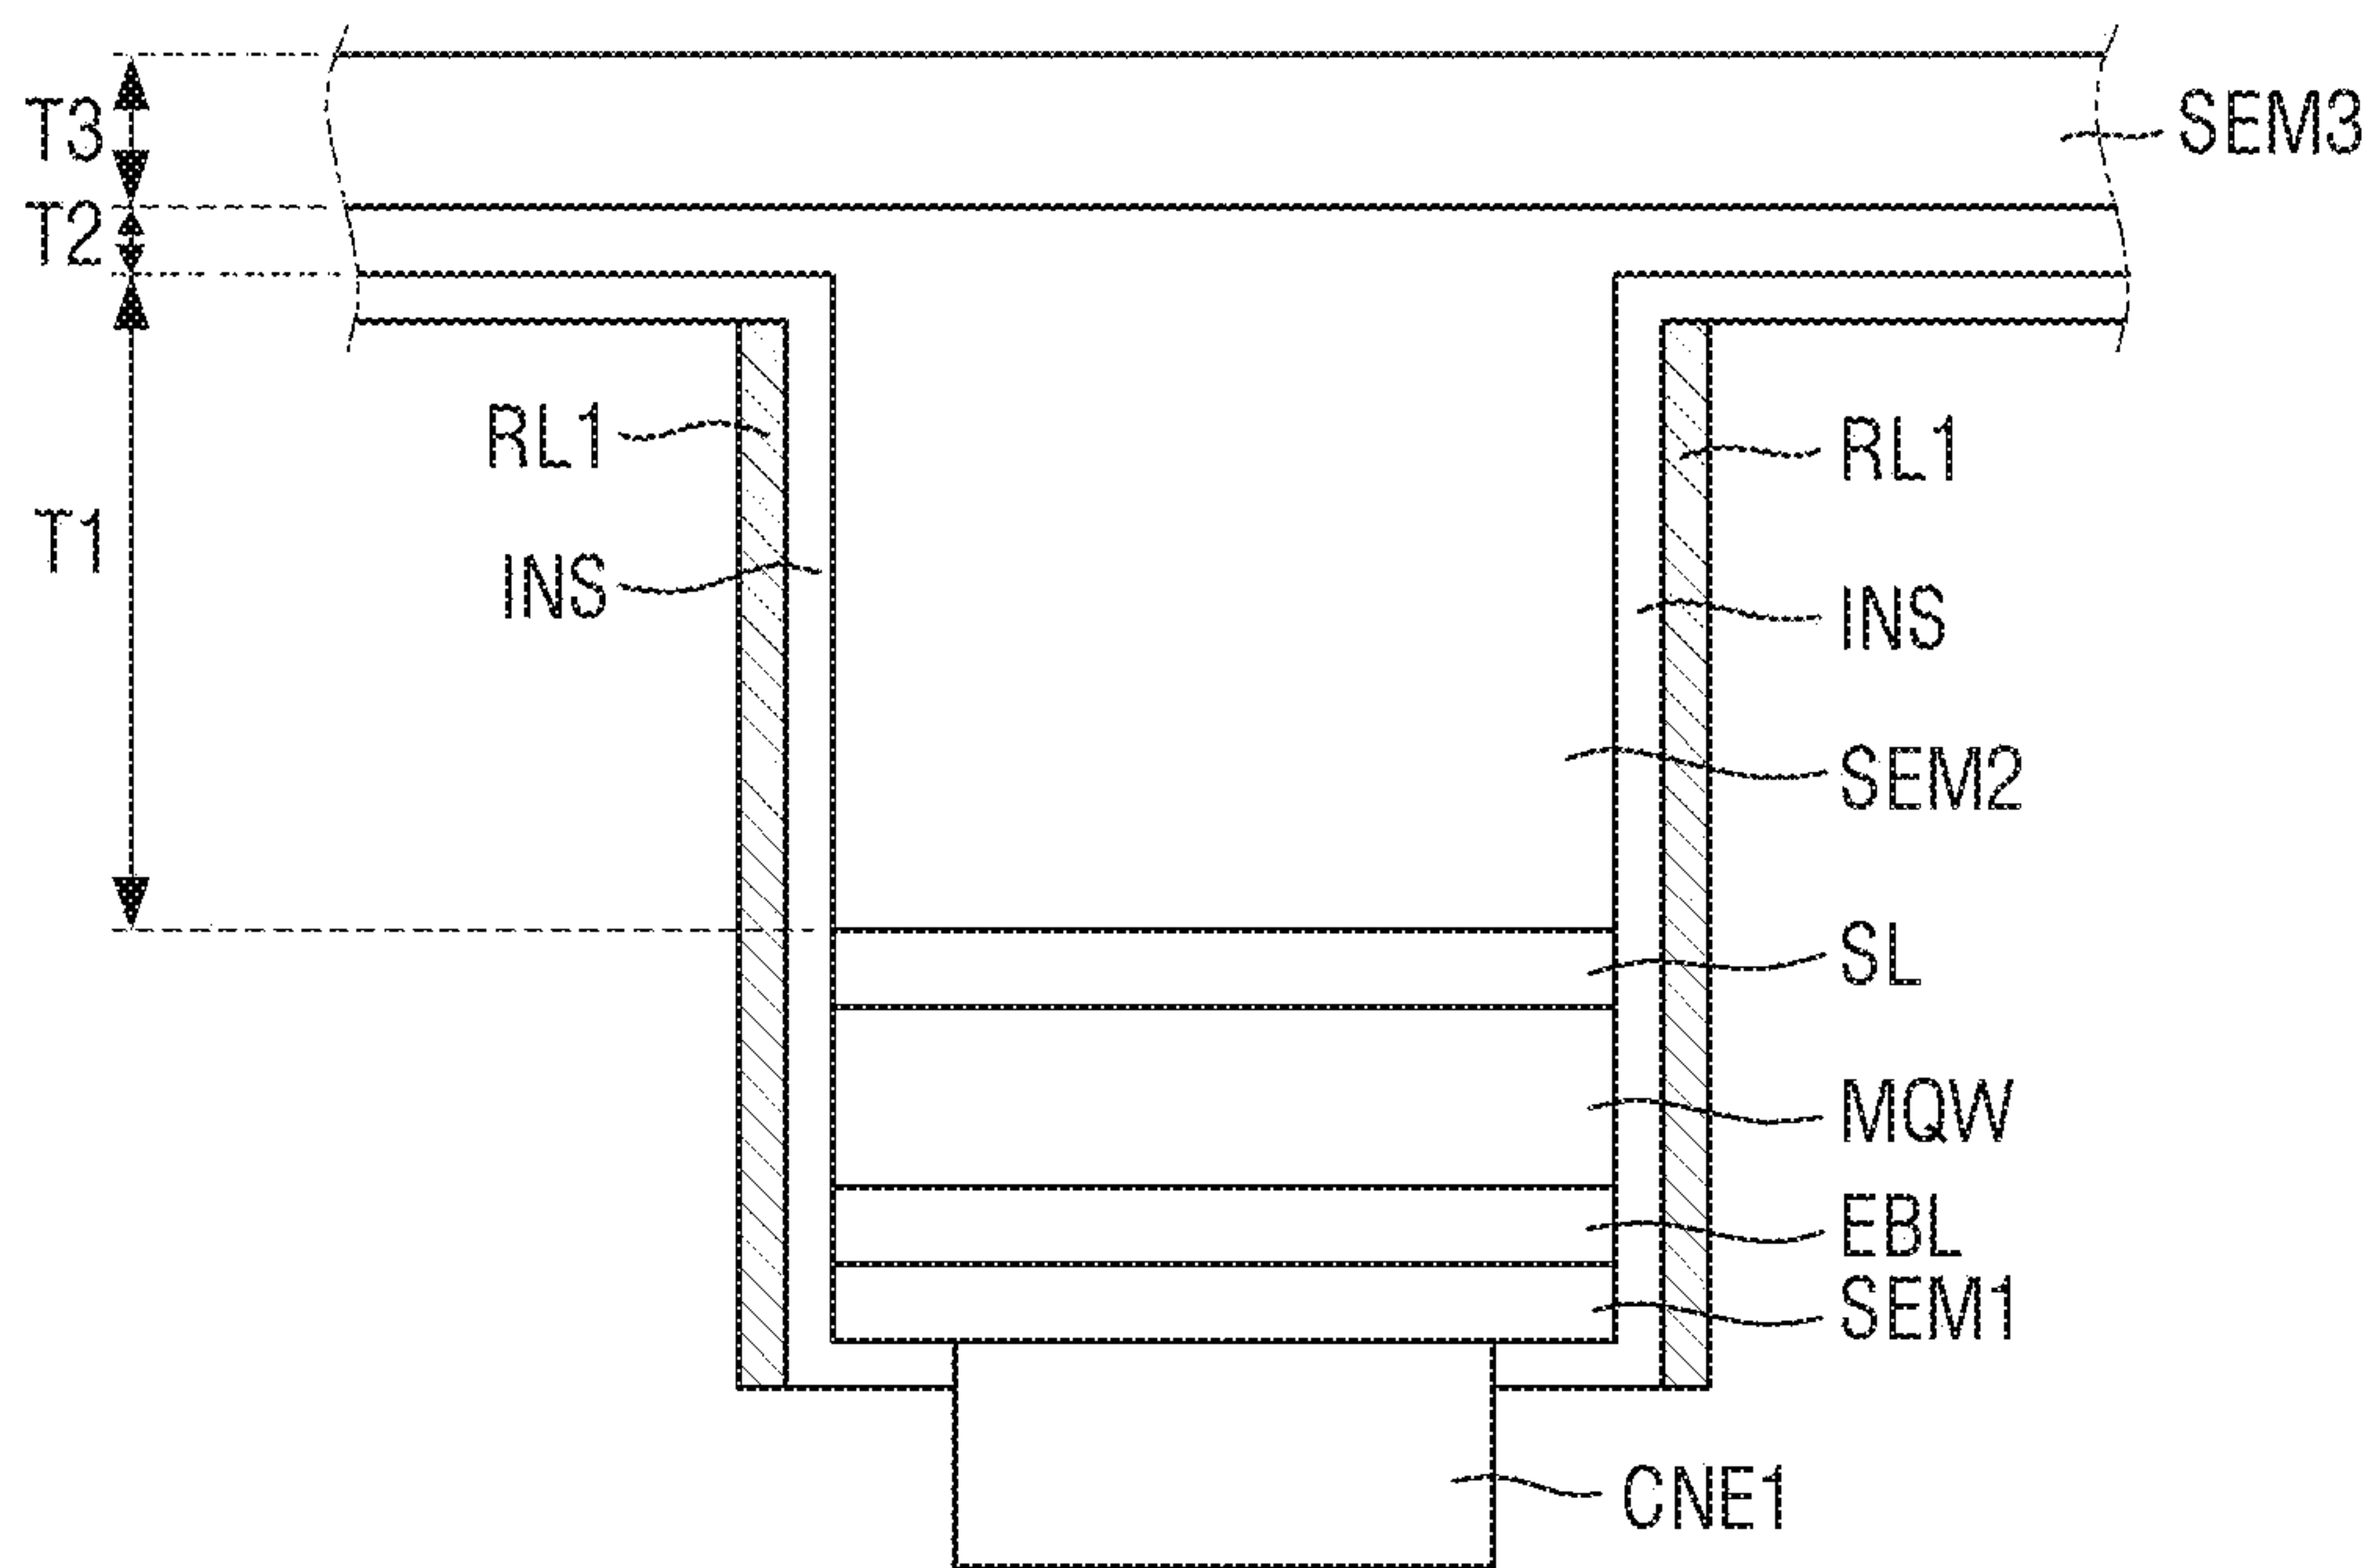 T3
SEM3
T2
RL1
RL1
T1
INS
INS
SEM2
SL
MQW
EBL
SEM1
CNE1